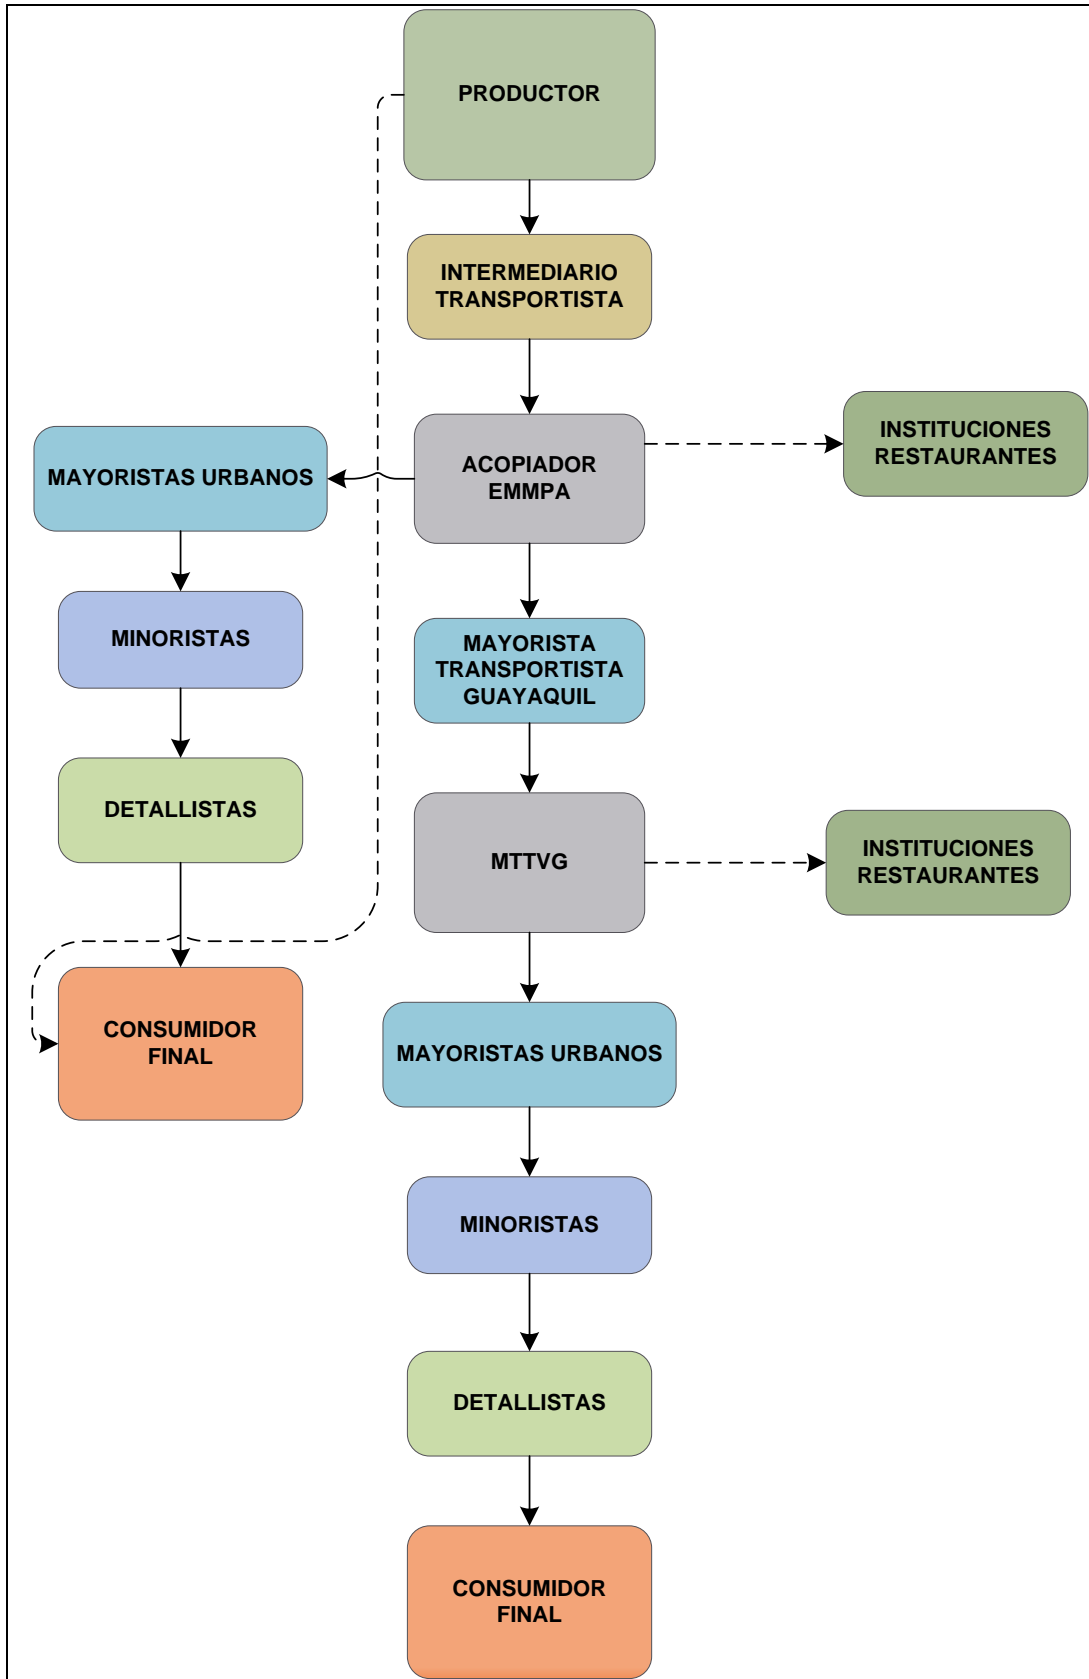 PRODUCTOR
INTERMEDIARIO
TRANSPORTISTA
ACOPIADOR
EMMPA
INSTITUCIONES
RESTAURANTES
MAYORISTAS URBANOS
MINORISTAS
DETALLISTAS
CONSUMIDOR
FINAL
MAYORISTA
TRANSPORTISTA
GUAYAQUIL
MTTVG
INSTITUCIONES
RESTAURANTES
MAYORISTAS URBANOS
MINORISTAS
DETALLISTAS
CONSUMIDOR
FINAL